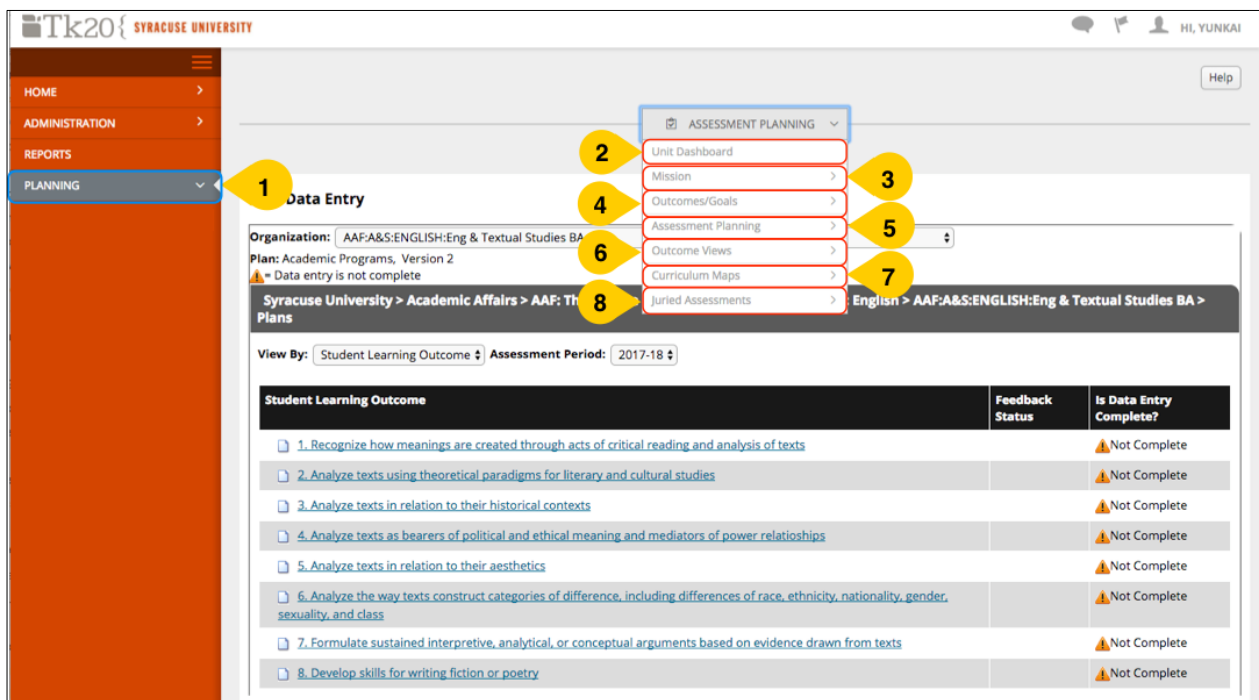 Tk20{ SYRACUSE UNIVERSITY
HI, YUNKAI
Help
HOME
ADMINISTRATION
REPORTS
PLANNING
1
ASSESSMENT PLANNING
2
Unit Dashboard
Mission
3
4
Outcomes/Goals
Assessment Planning
5
6
Outcome Views
Curriculum Maps
7
8
Juried Assessments
Data Entry
Organization: AAF:A&S:ENGLISH:Eng & Textual Studies BA
Plan: Academic Programs, Version 2
= Data entry is not complete
Syracuse University > Academic Affairs > AAF: Th English > AAF:A&S:ENGLISH:Eng & Textual Studies BA >
Plans
View By: Student Learning Outcome Assessment Period: 2017-18
Student Learning Outcome
Feedback
Status
Is Data Entry
Complete?
1. Recognize how meanings are created through acts of critical reading and analysis of texts
Not Complete
2. Analyze texts using theoretical paradigms for literary and cultural studies
Not Complete
3. Analyze texts in relation to their historical contexts
Not Complete
4. Analyze texts as bearers of political and ethical meaning and mediators of power relatioships
Not Complete
5. Analyze texts in relation to their aesthetics
Not Complete
6. Analyze the way texts construct categories of difference, including differences of race, ethnicity, nationality, gender,
sexuality, and class
Not Complete
7. Formulate sustained interpretive, analytical, or conceptual arguments based on evidence drawn from texts
Not Complete
8. Develop skills for writing fiction or poetry
Not Complete